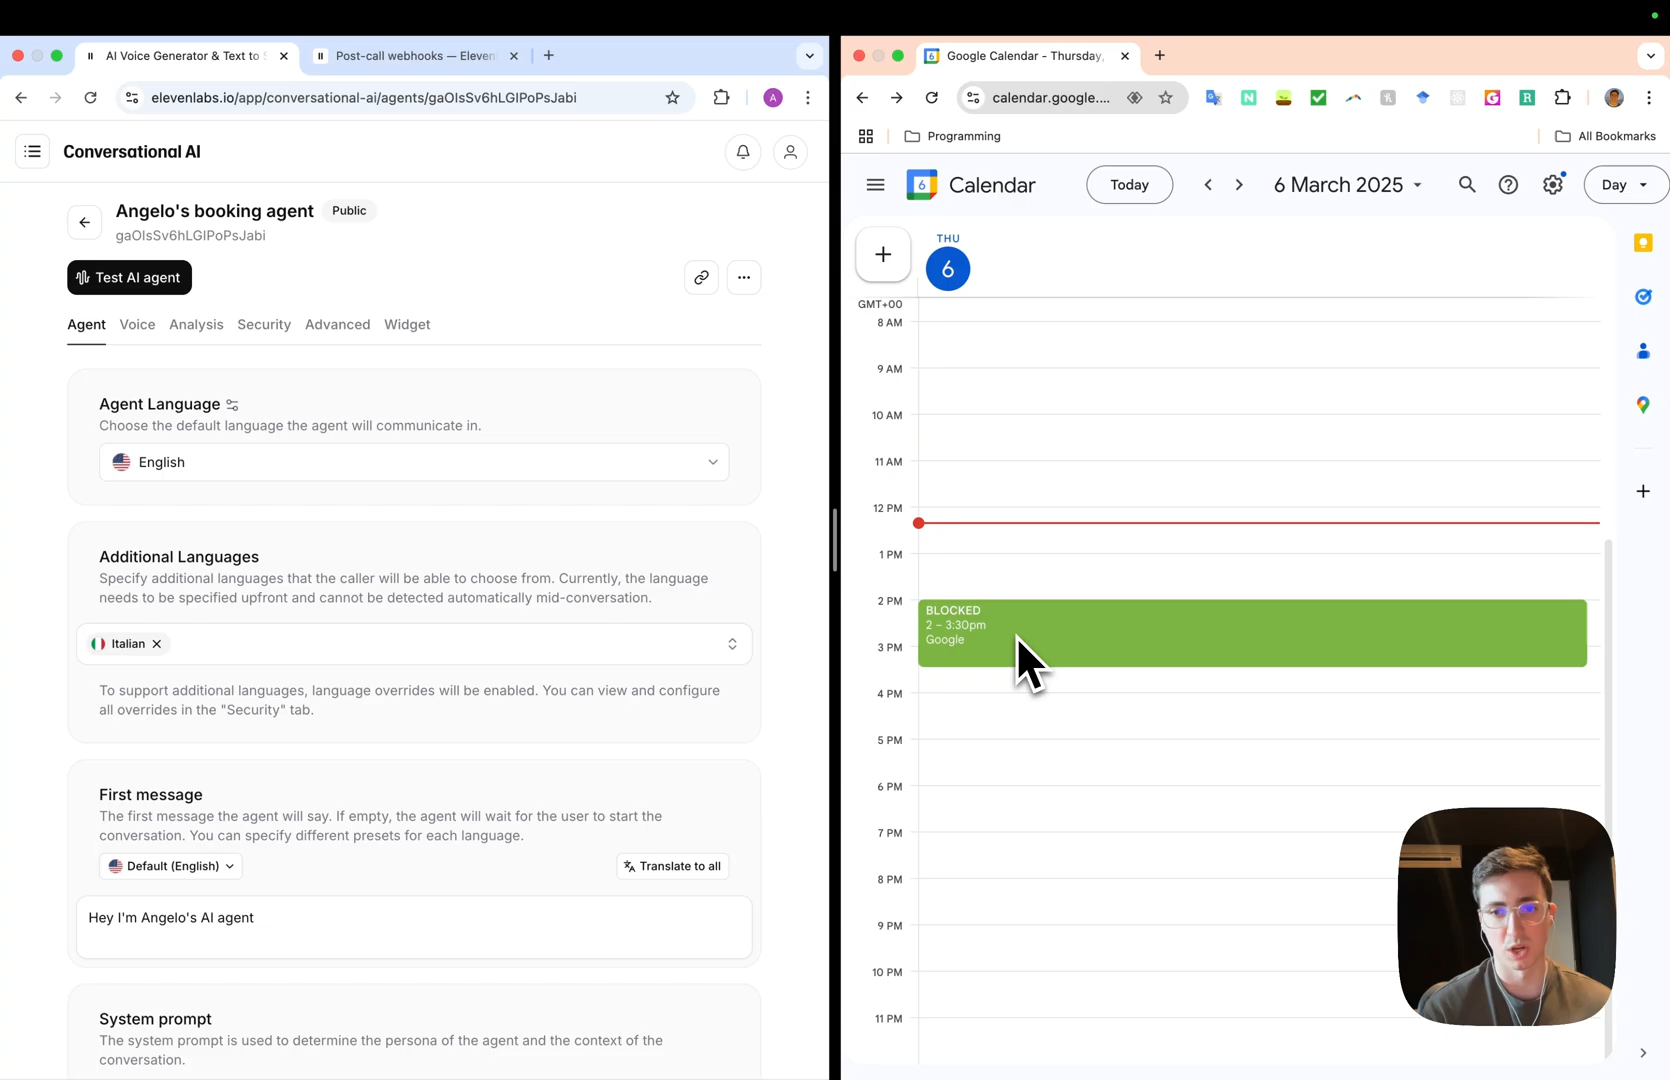 AI Voice Generator & Text to S
Post-call webhooks — Eleven
elevenlabs.io/app/conversational-ai/agents/gaOIsSv6hLGIPoPsJabi
A
Conversational AI
Angelo's booking agent
Public
gaOIsSv6hLGIPoPsJabi
Test AI agent
Agent
Voice
Analysis
Security
Advanced
Widget
Agent Language
Choose the default language the agent will communicate in.
English
Additional Languages
Specify additional languages that the caller will be able to choose from. Currently, the language
needs to be specified upfront and cannot be detected automatically mid-conversation.
Italian
To support additional languages, language overrides will be enabled. You can view and configure
all overrides in the "Security" tab.
First message
The first message the agent will say. If empty, the agent will wait for the user to start the
conversation. You can specify different presets for each language.
Default (English)
Translate to all
Hey I'm Angelo's AI agent
System prompt
The system prompt is used to determine the persona of the agent and the context of the
conversation.
Google Calendar - Thursday,
calendar.google....
Programming
All Bookmarks
6
Calendar
Today
6 March 2025
Day
THU
6
GMT+00
8 AM
9 AM
10 AM
11 AM
12 PM
1 PM
2 PM
BLOCKED
2 – 3:30pm
Google
3 PM
4 PM
5 PM
6 PM
7 PM
8 PM
9 PM
10 PM
11 PM